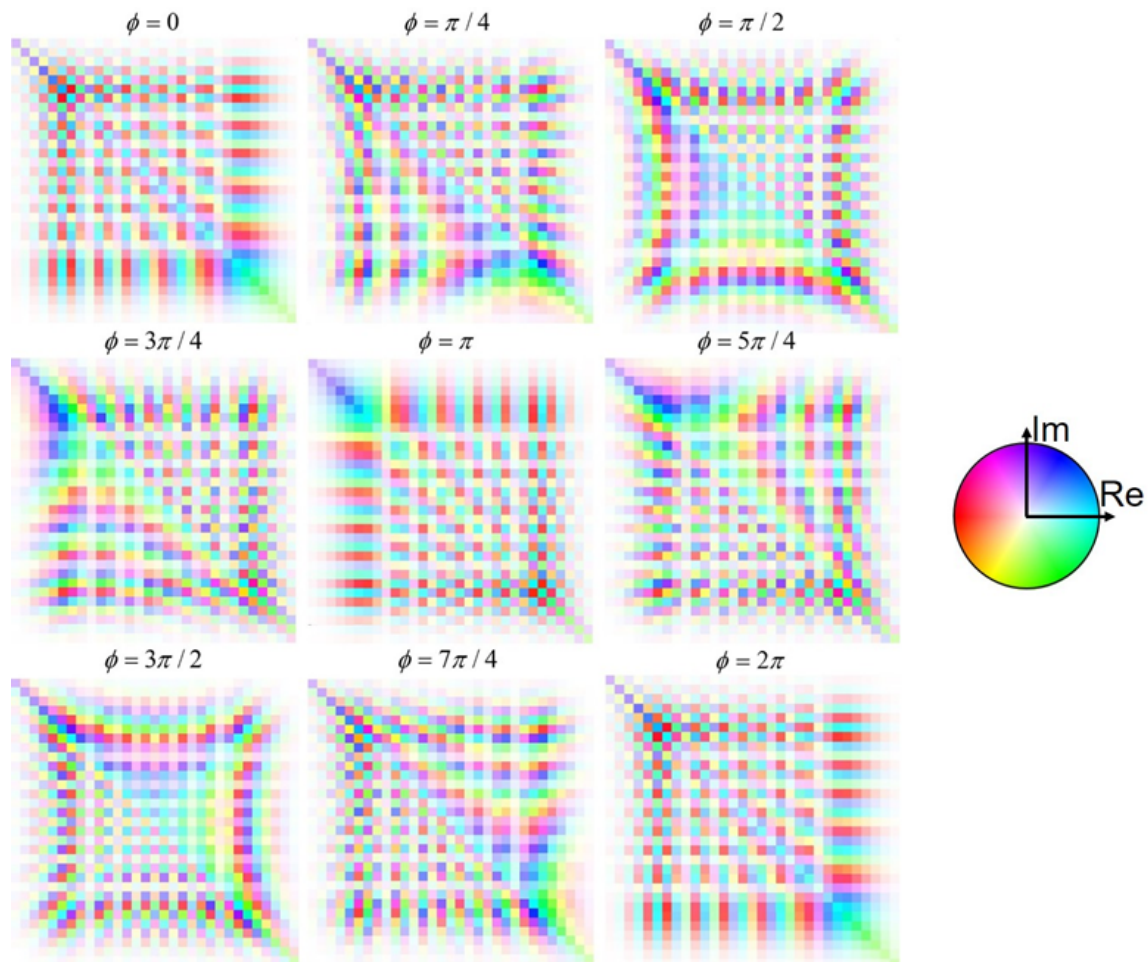 ϕ = 0
ϕ = π / 4
ϕ = π / 2
ϕ = 3π / 4
ϕ = π
ϕ = 5π / 4
Im
Re
ϕ = 3π / 2
ϕ = 7π / 4
ϕ = 2π